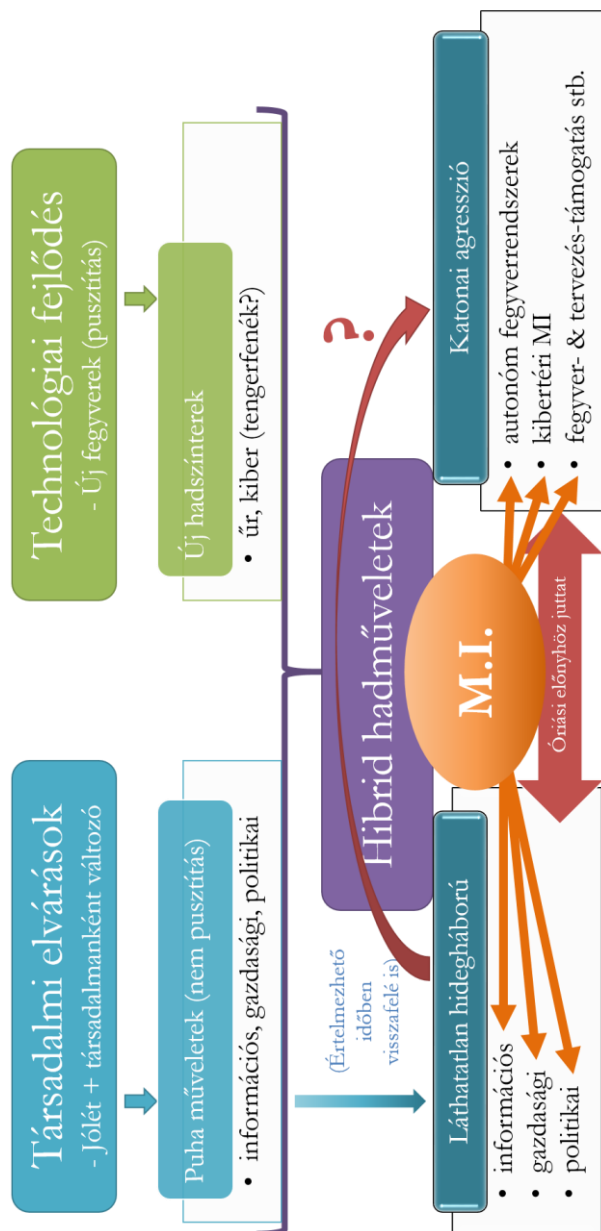 Társadalmi elvárások
- Jólét + társadalmanként változó
Technológiai fejlődés
- Új fegyverek (pusztítás)
Puha műveletek (nem pusztítás)
• információs, gazdasági, politikai
Új hadszínterek
• űr, kiber (tengerfenék?)
(Értelmezhető
időben
visszafelé is)
Hibrid hadműveletek
?
M.I.
Láthatatlan hidegháború
• információs
• gazdasági
• politikai
Óriási előnyhöz juttat
Katonai agresszió
• autonóm fegyverrendszerek
• kibertéri MI
• fegyver- & tervezés-támogatás stb.